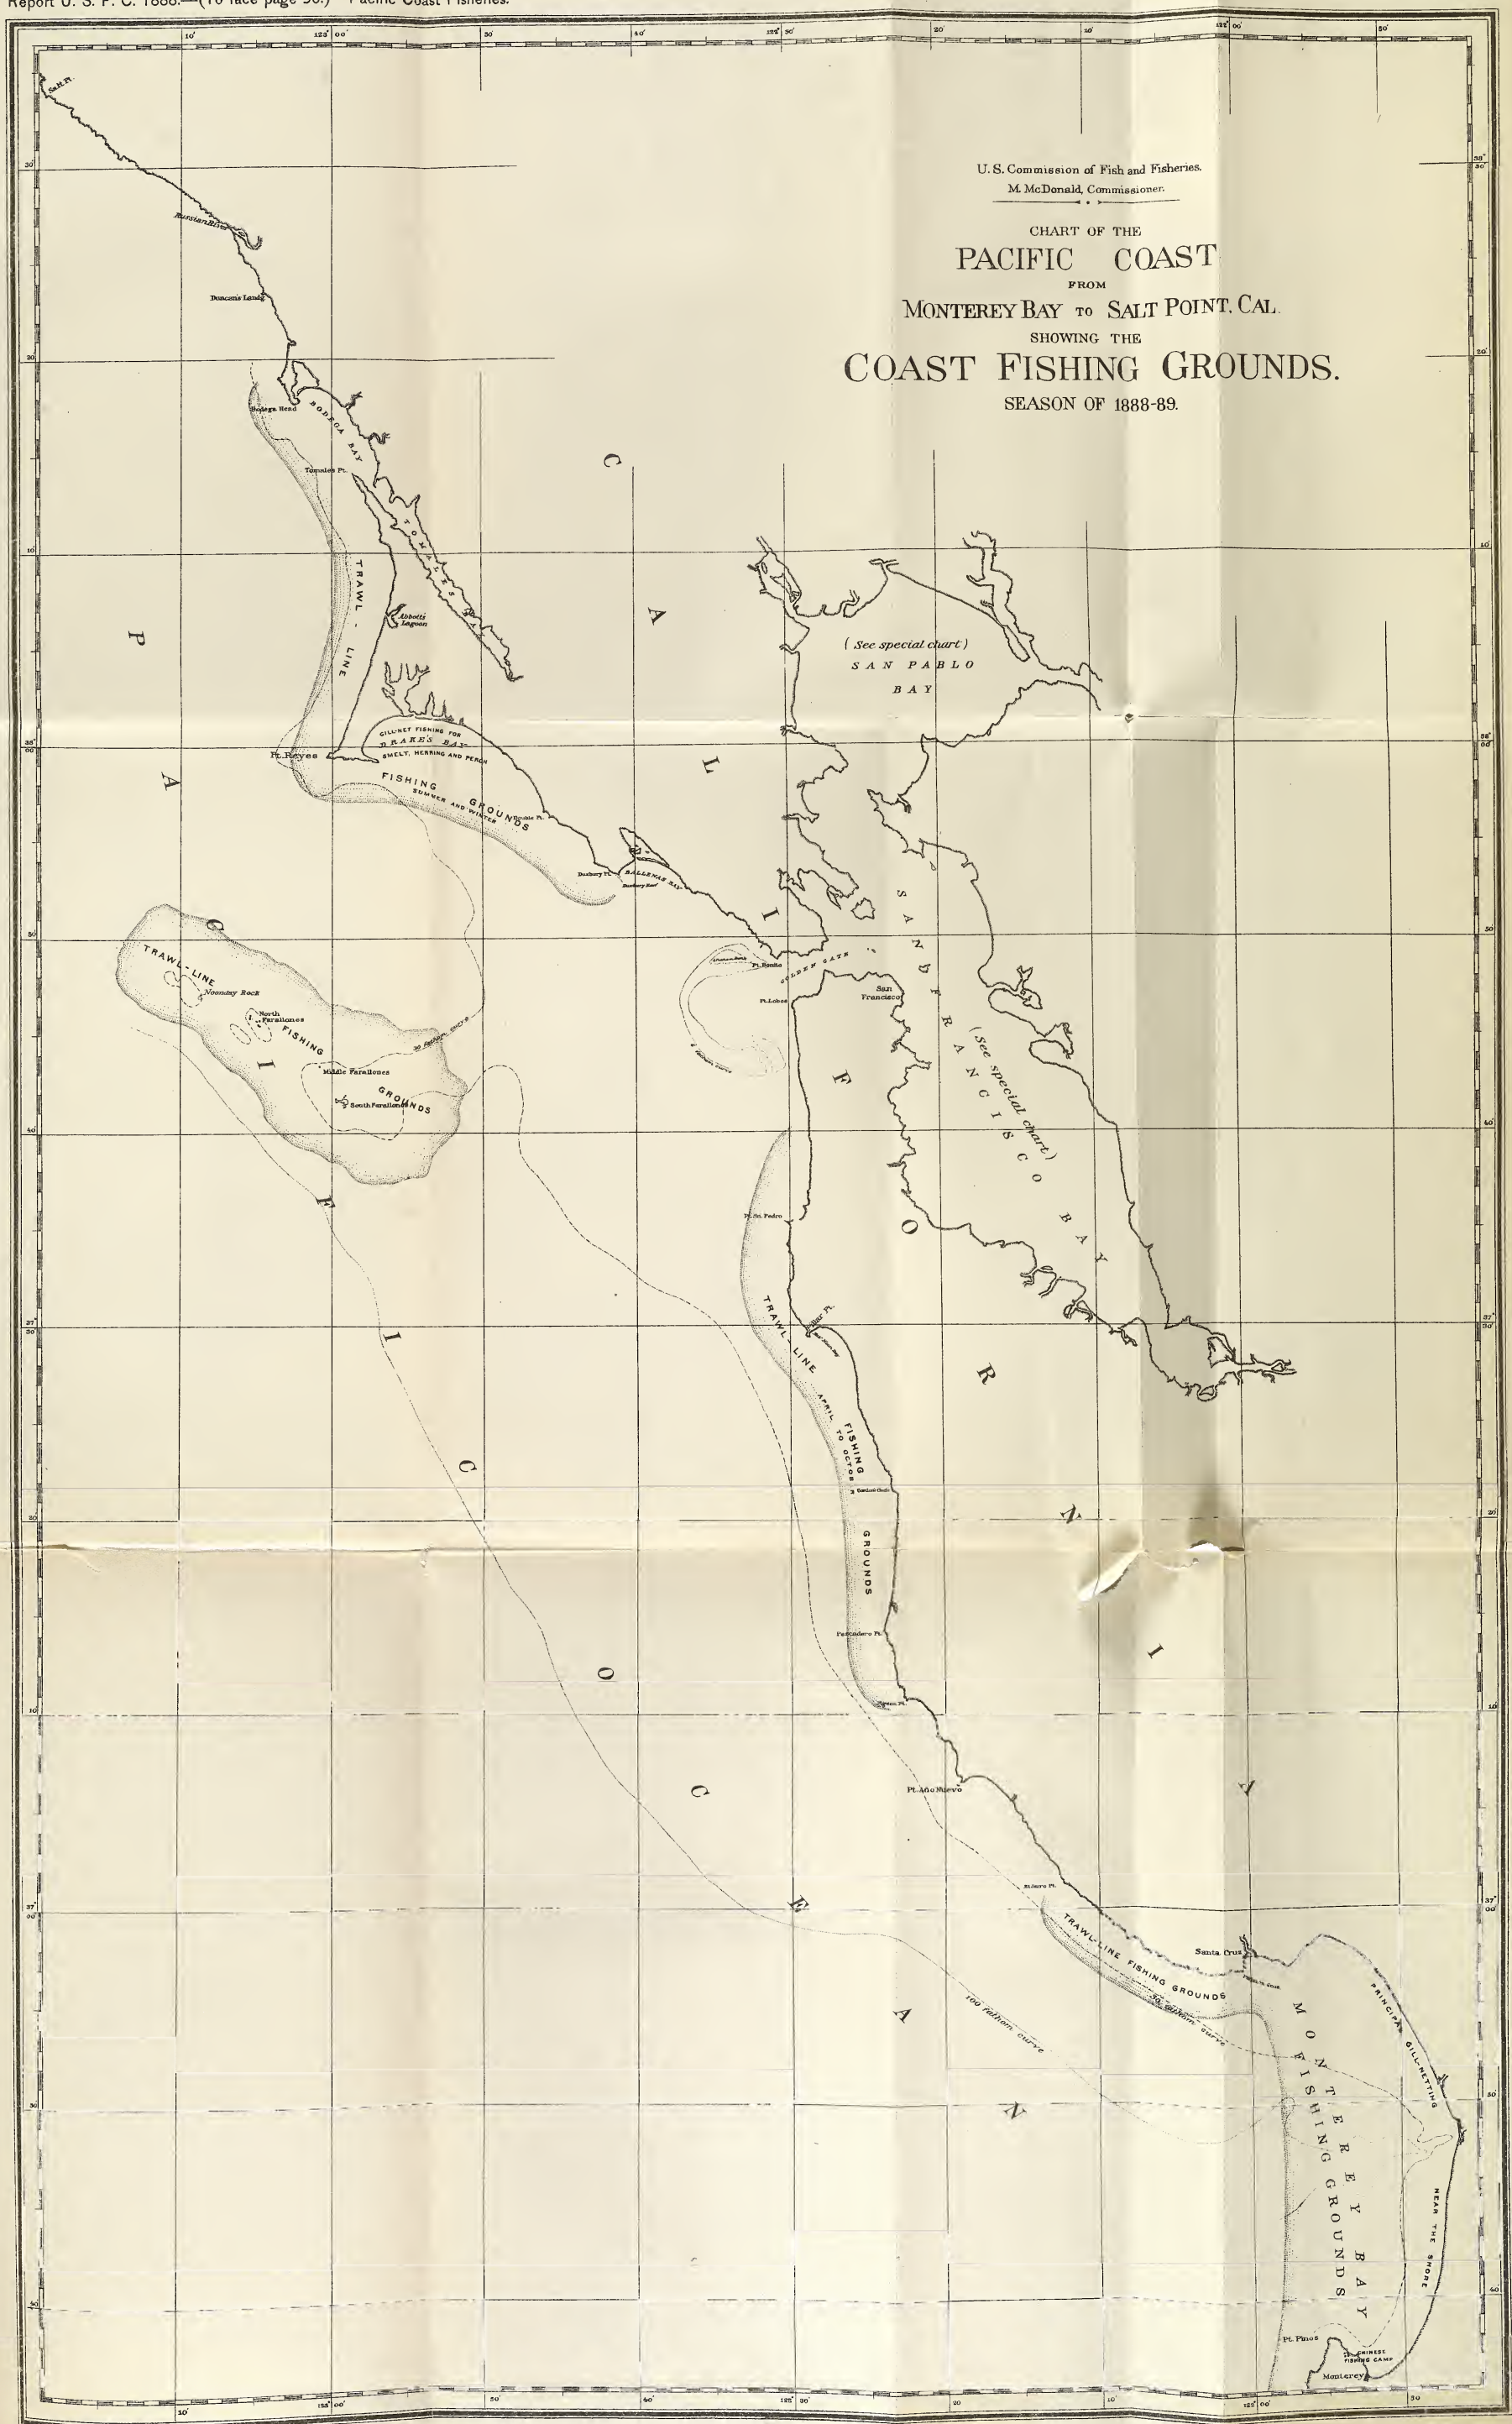 Report U. S. F. C. 1888.—(To face page 56.) Pacific Coast Fisheries.
U. S. Commission of Fish and Fisheries.
M. McDonald, Commissioner.
CHART OF THE
PACIFIC COAST
FROM
MONTEREY BAY TO SALT POINT, CAL.
SHOWING THE
COAST FISHING GROUNDS.
SEASON OF 1888-89.
Salt Pt.
Russian River
Duncan's Landg
Bodega Head
BODEGA BAY
Tomales Pt.
TOMALES BAY
TRAWL - LINE
Abbott's
Lagoon
Pt. Reyes
GILL-NET FISHING FOR
DRAKE'S BAY
SMELT, HERRING AND PERCH
FISHING GROUNDS
SUMMER AND WINTER
Double Pt.
Duxbury Pt.
BALLENAS BAY
Duxbury Reef
(See special chart)
SAN PABLO
BAY
Pt. Bonita
GOLDEN GATE
Pt. Lobos
San
Francisco
SAN FRANCISCO BAY
(See special chart)
TRAWL-LINE
Noonday Rock
North
Farallones
FISHING
30 fathom curve
Middle Farallones
GROUNDS
South Farallones
Pt. Sn. Pedro
TRAWL-LINE
FISHING
APRIL TO OCTOBER
GROUNDS
Pescadero Pt.
Pt. Año Nuevo
TRAWL-LINE FISHING GROUNDS
Santa Cruz
30 fathom curve
100 fathom curve
MONTEREY BAY
FISHING GROUNDS
PRINCIPAL GILL-NETTING
NEAR THE SHORE
Pt. Pinos
CHINESE
FISHING CAMP
Monterey
PACIFIC OCEAN
CALIFORNIA